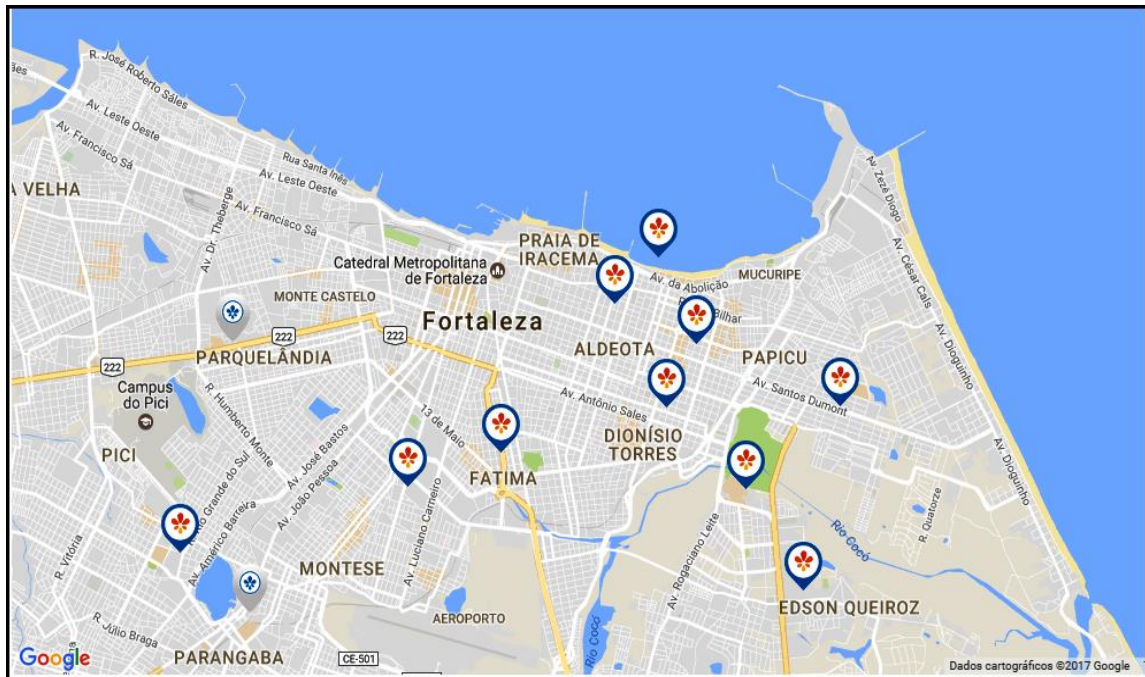 R. José Roberto Sáles
Av. Leste Oeste
Av. Francisco Sá
A VELHA
Av. Dr. Theberge
Rua Santa Inês
Av. Leste Oeste
Av. Francisco Sá
PRAIA DE
IRACEMA
Catedral Metropolitana
de Fortaleza
MONTE CASTELO
Av. da Abolição
MUCURIPE
Bilhar
Av. Zezé Diogo
Av. César Cals
Av. Dioguinho
222
222
222
PARQUELÂNDIA
Fortaleza
ALDEOTA
PAPICU
Av. Santos Dumont
Campus
do Pici
R. Humberto Monte
Av. José Bastos
13 de Maio
Av. Antônio Sales
DIONÍSIO
TORRES
Av. Dioguinho
PICI
Rio Grande do Sul
Av. João Pessoa
FATIMA
Av. Luciano Carneiro
R. Vitória
Av. Américo Barreira
R. Quatorze
Rio Cocó
Av. Rogaciano Leite
MONTESE
EDSON QUEIROZ
AEROPORTO
R. Júlio Braga
Rio Cocó
PARANGABA
CE-501
Google
Dados cartográficos ©2017 Google